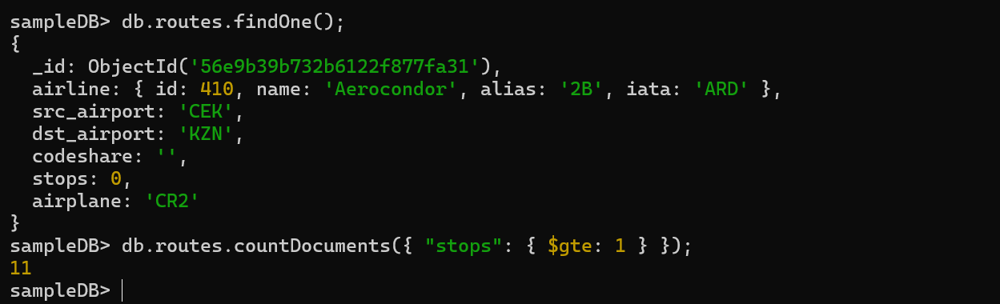 sampleDB> db.routes.findOne();
{
  _id: ObjectId('56e9b39b732b6122f877fa31'),
  airline: { id: 410, name: 'Aerocondor', alias: '2B', iata: 'ARD' },
  src_airport: 'CEK',
  dst_airport: 'KZN',
  codeshare: '',
  stops: 0,
  airplane: 'CR2'
}
sampleDB> db.routes.countDocuments({ "stops": { $gte: 1 } });
11
sampleDB>